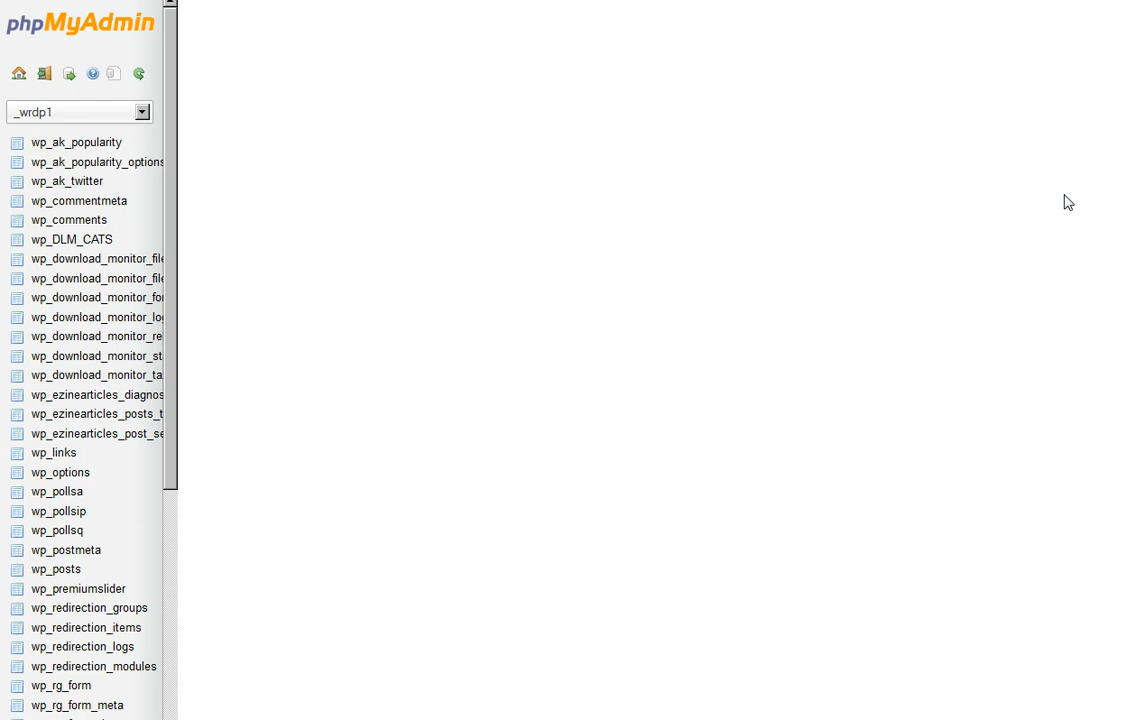 phpMyAdmin
_wrdp1
wp_ak_popularity
wp_ak_popularity_options
wp_ak_twitter
wp_commentmeta
wp_comments
wp_DLM_CATS
wp_download_monitor_file
wp_download_monitor_file
wp_download_monitor_for
wp_download_monitor_log
wp_download_monitor_re
wp_download_monitor_st
wp_download_monitor_ta
wp_ezinearticles_diagnos
wp_ezinearticles_posts_t
wp_ezinearticles_post_se
wp_links
wp_options
wp_pollsa
wp_pollsip
wp_pollsq
wp_postmeta
wp_posts
wp_premiumslider
wp_redirection_groups
wp_redirection_items
wp_redirection_logs
wp_redirection_modules
wp_rg_form
wp_rg_form_meta